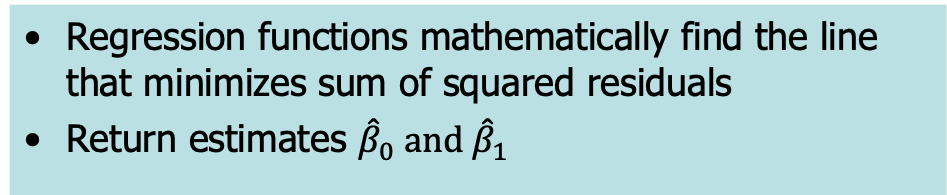 • Regression functions mathematically find the line
that minimizes sum of squared residuals
• Return estimates β̂₀ and β̂₁